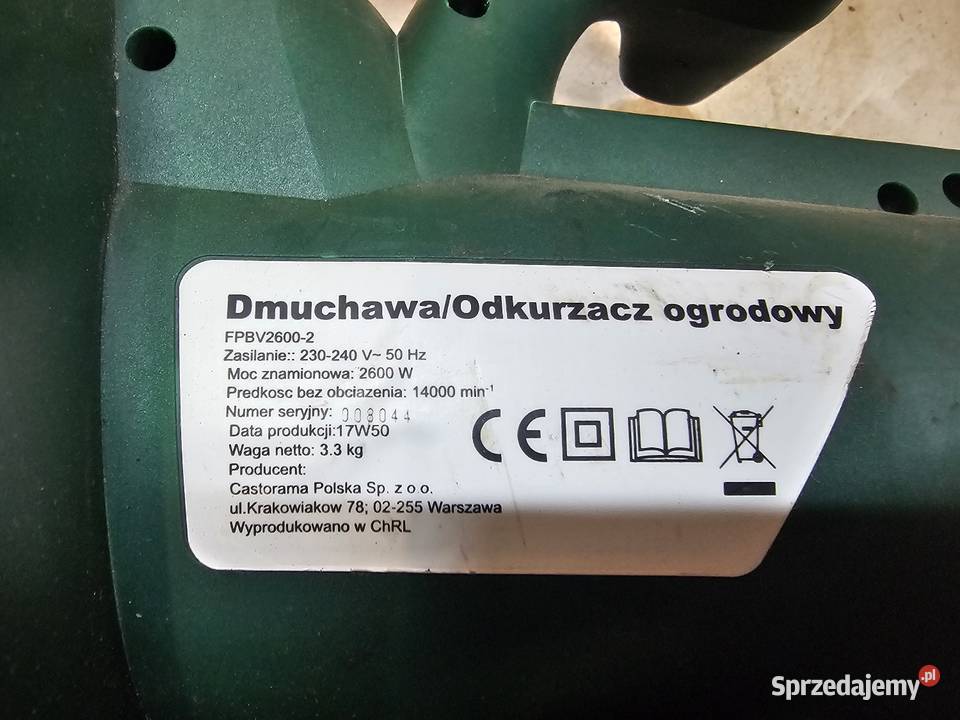 Dmuchawa/Odkurzacz ogrodowy
FPBV2600-2
Zasilanie:: 230-240 V~ 50 Hz
Moc znamionowa: 2600 W
Predkosc bez obciazenia: 14000 min⁻¹
Numer seryjny: 008044
Data produkcji:17W50
Waga netto: 3.3 kg
Producent:
Castorama Polska Sp. z o.o.
ul.Krakowiakow 78; 02-255 Warszawa
Wyprodukowano w ChRL
CE
Sprzedajemy.pl